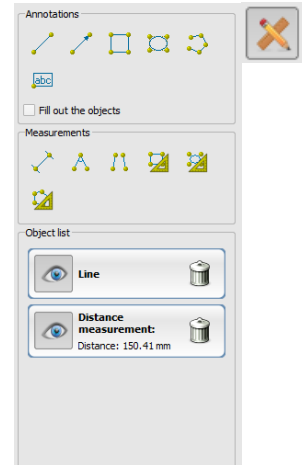 Annotations
abc
Fill out the objects
Measurements
Object list
Line
Distance
measurement:
Distance: 150.41 mm